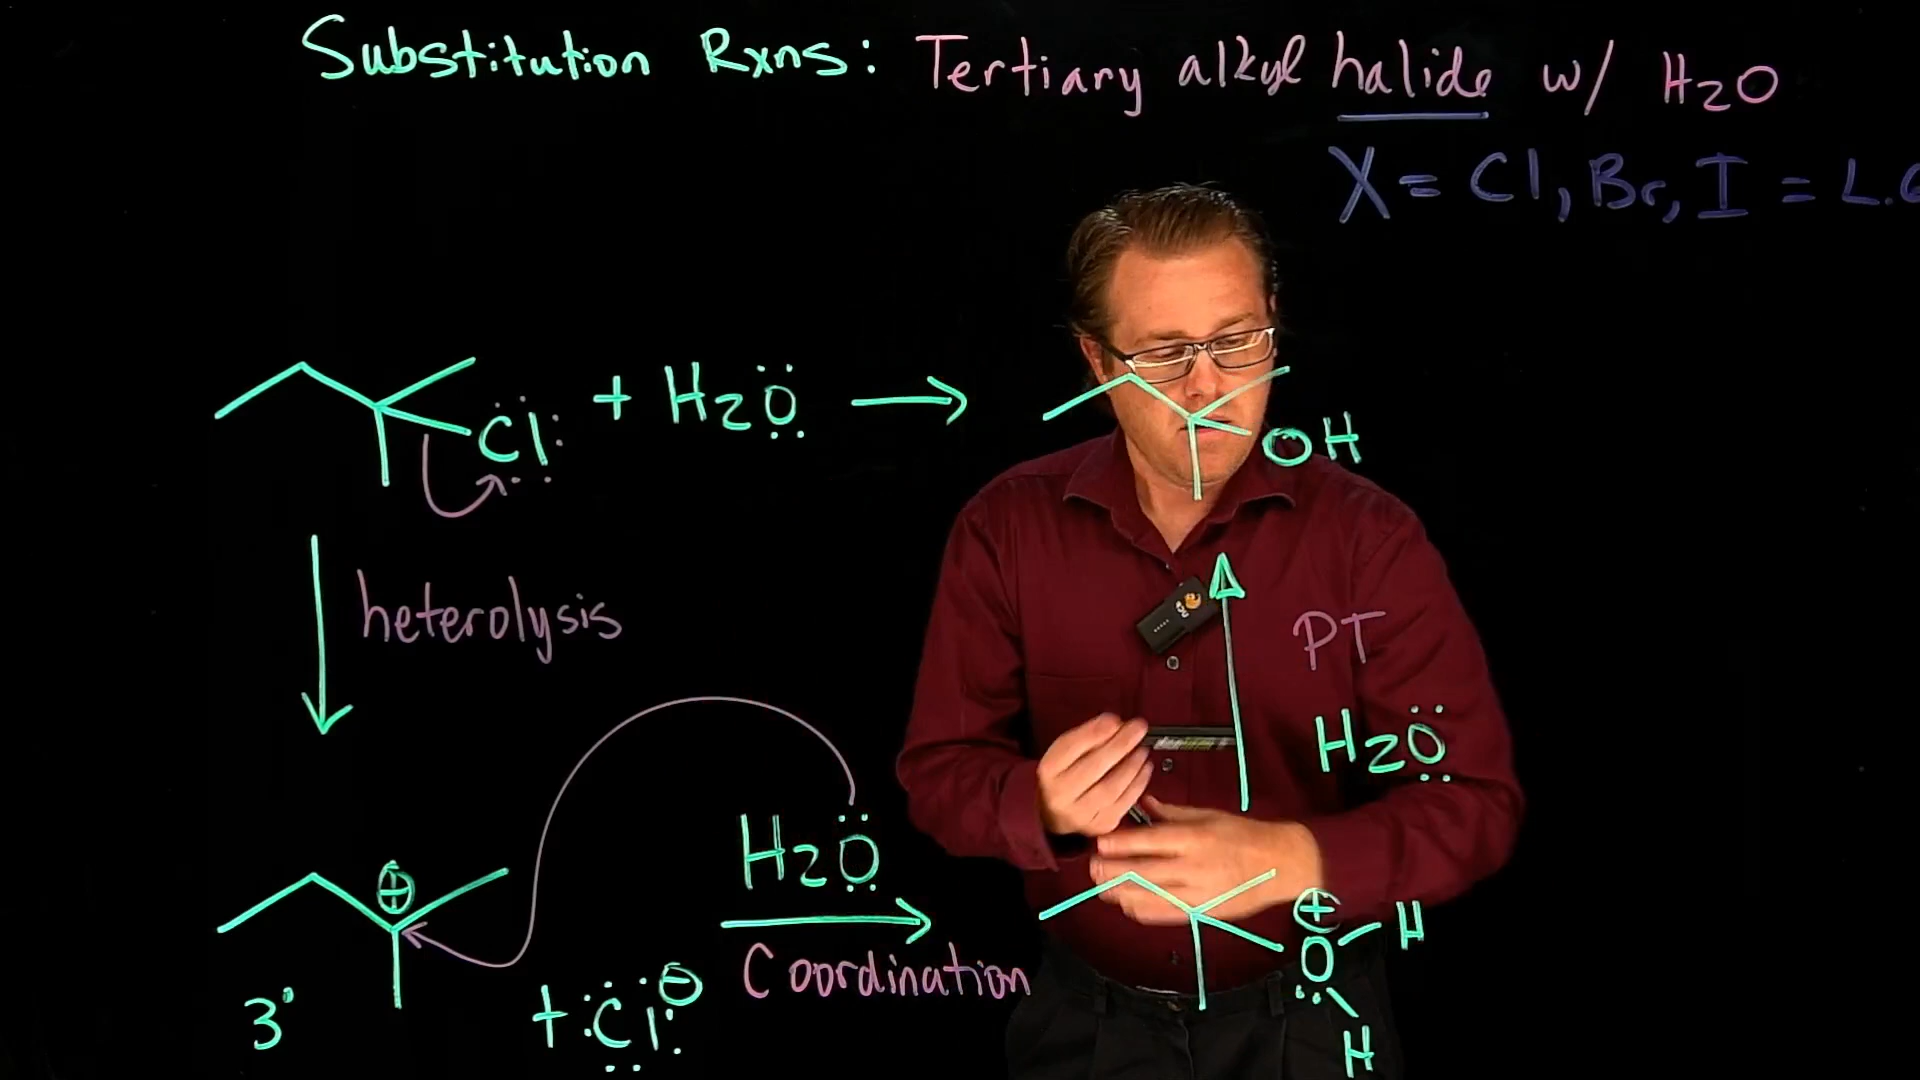 Substitution Rxns: Tertiary alkyl halide w/ H2O
X = Cl, Br, I = L.G
Cl + H2O → OH
heterolysis
PT
H2O
⊕
H2O
⊕
O H
H
Coordination
3°
+ Cl ⊖